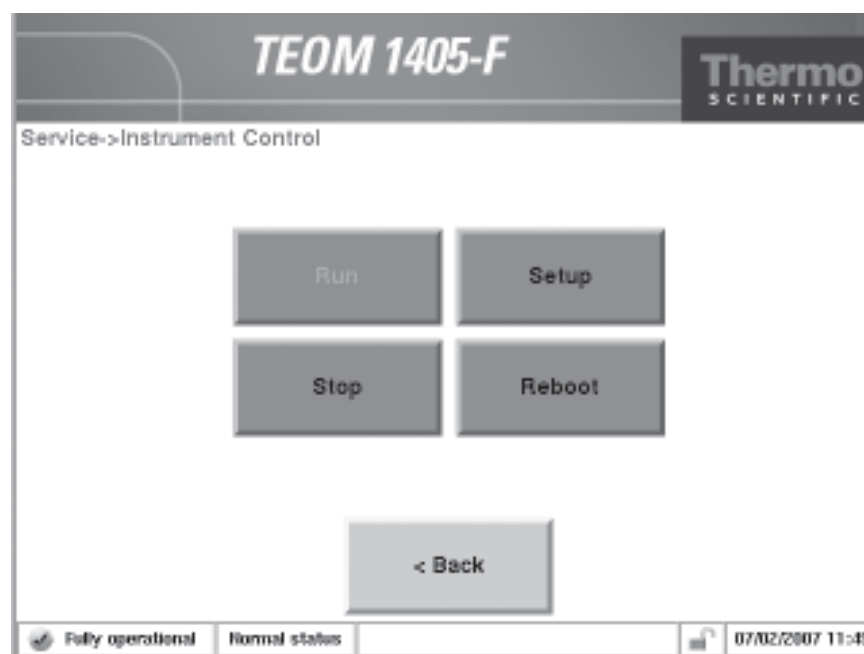 TEOM 1405-F
Thermo
SCIENTIFIC
Service->Instrument Control
Run
Setup
Stop
Reboot
< Back
Fully operational
Normal status
07/02/2007 11:45